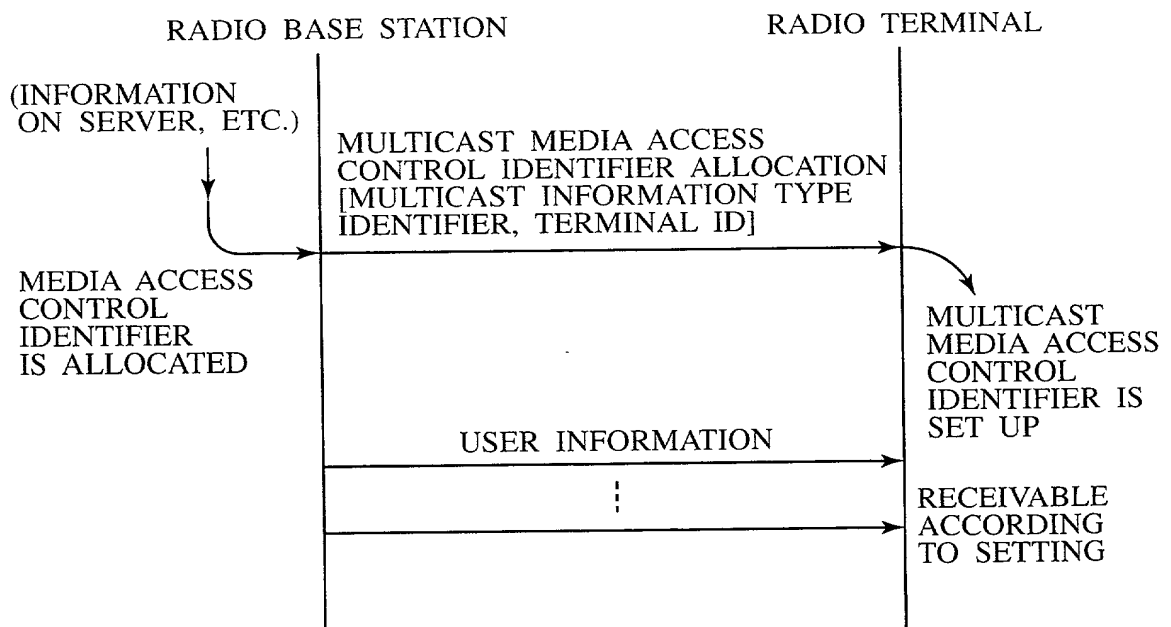 RADIO BASE STATION
RADIO TERMINAL
(INFORMATION
ON SERVER, ETC.)
MULTICAST MEDIA ACCESS
CONTROL IDENTIFIER ALLOCATION
[MULTICAST INFORMATION TYPE
IDENTIFIER, TERMINAL ID]
MEDIA ACCESS
CONTROL
IDENTIFIER
IS ALLOCATED
MULTICAST
MEDIA ACCESS
CONTROL
IDENTIFIER IS
SET UP
USER INFORMATION
RECEIVABLE
ACCORDING
TO SETTING